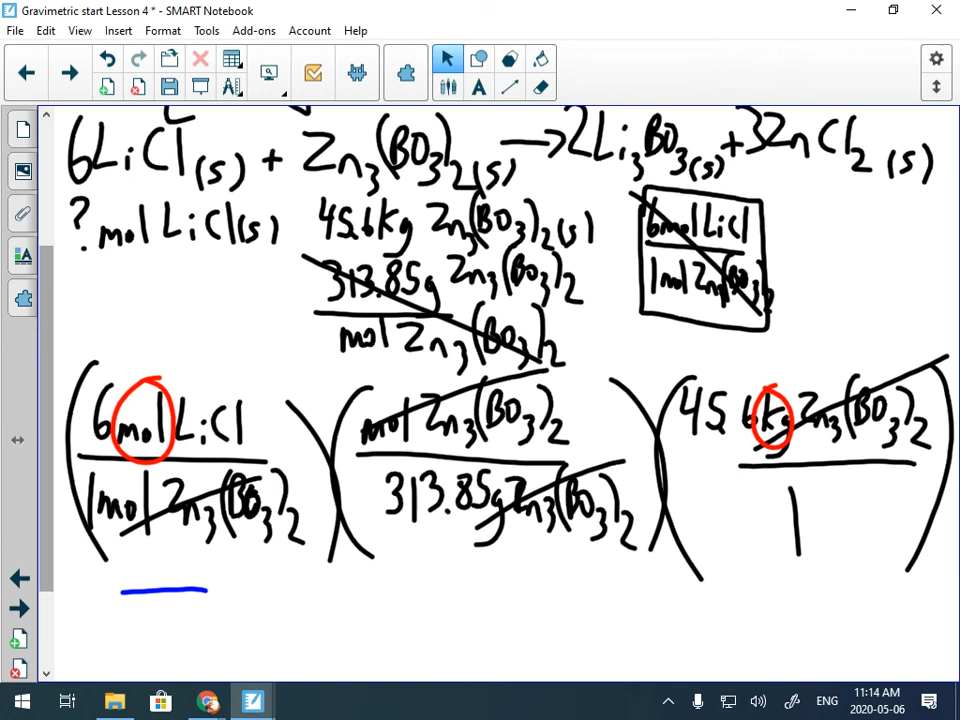 Gravimetric start Lesson 4 * - SMART Notebook
File Edit View Insert Format Tools Add-ons Account Help
6LiCl(s) + Zn3(BO3)2(s) → 2Li3BO3(s) + 3ZnCl2(s)
? mol LiCl(s) 45.6kg Zn3(BO3)2(s) 6mol LiCl
313.85g Zn3(BO3)2 1mol Zn3(BO3)2
mol Zn3(BO3)2
(6mol LiCl) (mol Zn3(BO3)2) (45.6kg Zn3(BO3)2)
1mol Zn3(BO3)2 313.85g Zn3(BO3)2 1
ENG 11:14 AM
2020-05-06